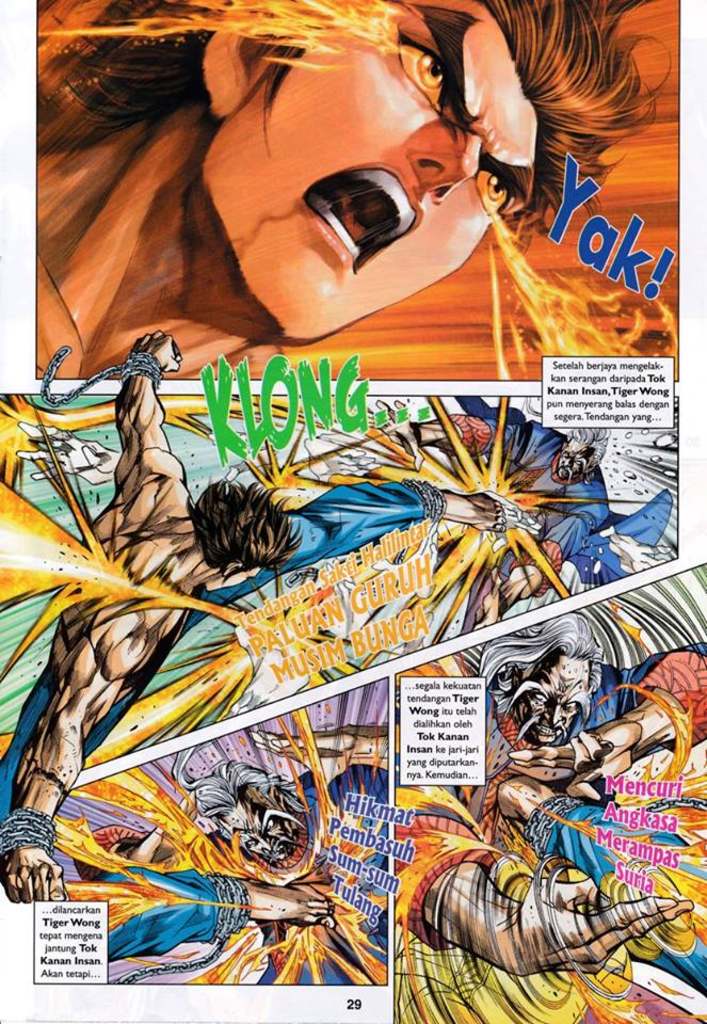 Yak!
Setelah berjaya mengelak-
kan serangan daripada Tok
Konan Insan,Tiger Wong
pun menyerang balas dengan
segera. Tendangan yang...
KLONG...
Tendangan Sakti Halilintar
PALUAN GURUH
MUSIM BUNGA
...dilancarkan
Tiger Wong
tepat mengena
jantung Tok
Kanan Insan.
Akan tetapi...
Hikmat
Pembasuh
Sum-sum
Tulang
...segala kekuatan
tendangan Tiger
Wong itu telah
dialihkan oleh
Tok Kanan
Insan ke jari-jari
yang diputarkan-
nya. Kemudian...
Mencuri
Angkasa
Merampas
Suria
29